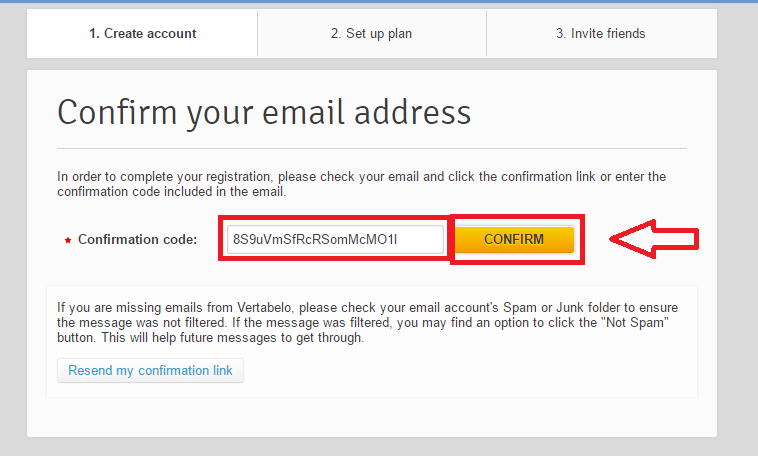 1. Create account
2. Set up plan
3. Invite friends
Confirm your email address
In order to complete your registration, please check your email and click the confirmation link or enter the
confirmation code included in the email.
* Confirmation code:
8S9uVmSfRcRSomMcMO1l
CONFIRM
If you are missing emails from Vertabelo, please check your email account's Spam or Junk folder to ensure
the message was not filtered. If the message was filtered, you may find an option to click the "Not Spam"
button. This will help future messages to get through.
Resend my confirmation link